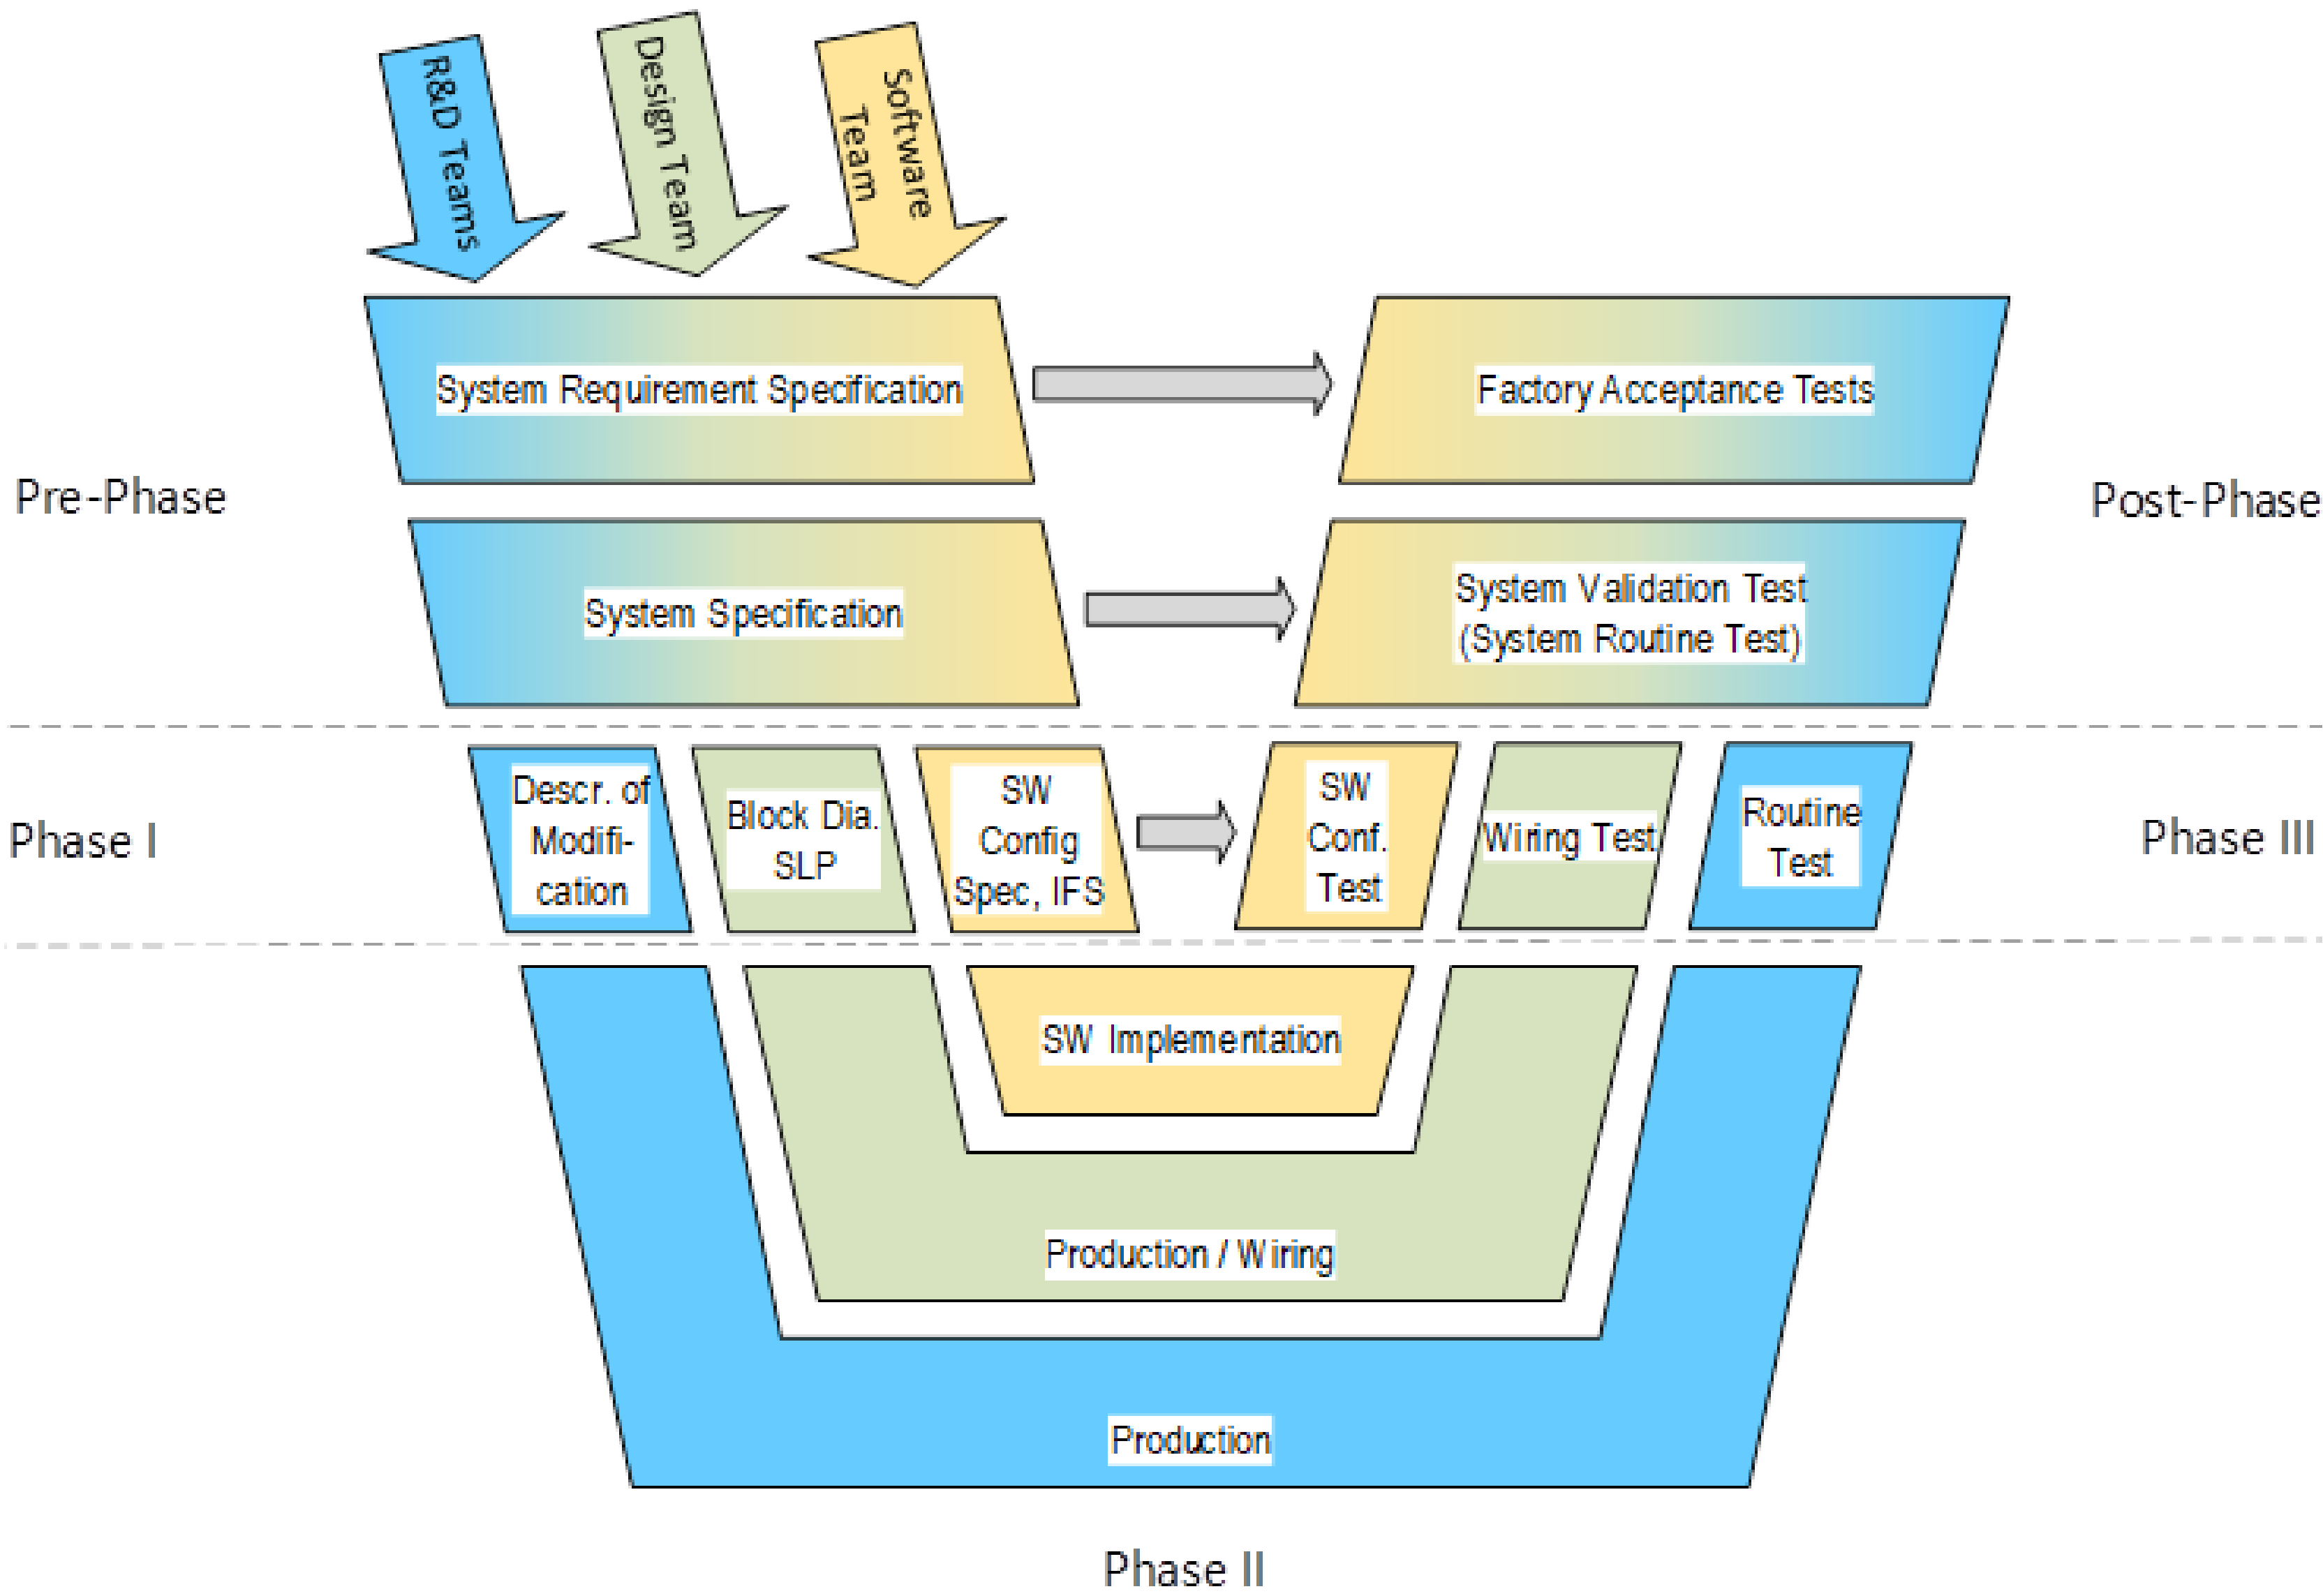 R&D Teams
Design Team
Software
Team
System Requirement Specification
Factory Acceptance Tests
Pre-Phase
Post-Phase
System Specification
System Validation Test
(System Routine Test)
Phase I
Descr. of
Modifi-
cation
Block Dia.
SLP
SW
Config
Spec, IFS
SW
Conf.
Test
Wiring Test
Routine
Test
Phase III
SW Implementation
Production / Wiring
Production
Phase II